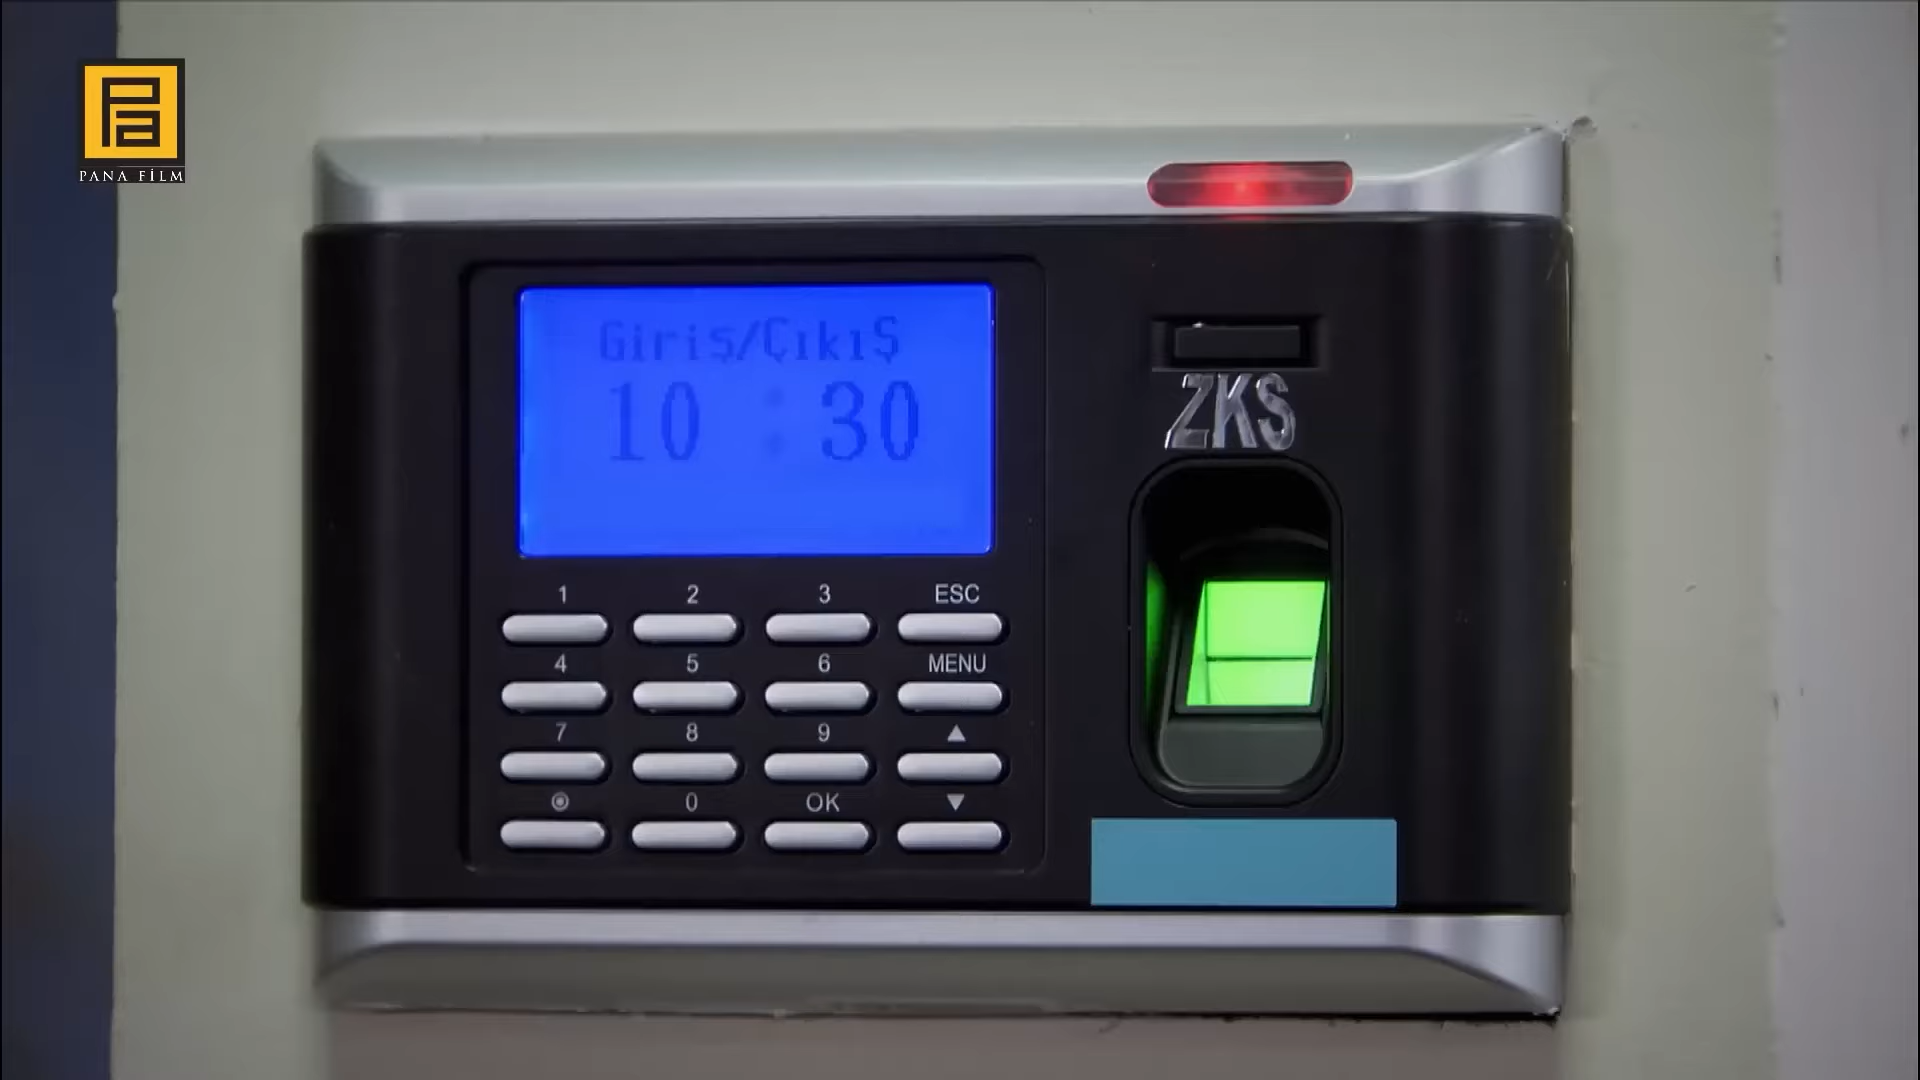 PANA FİLM
Giriş/Çıkış
10 : 30
ZKS
1 2 3 ESC
4 5 6 MENU
7 8 9 ▲
◉ 0 OK ▼